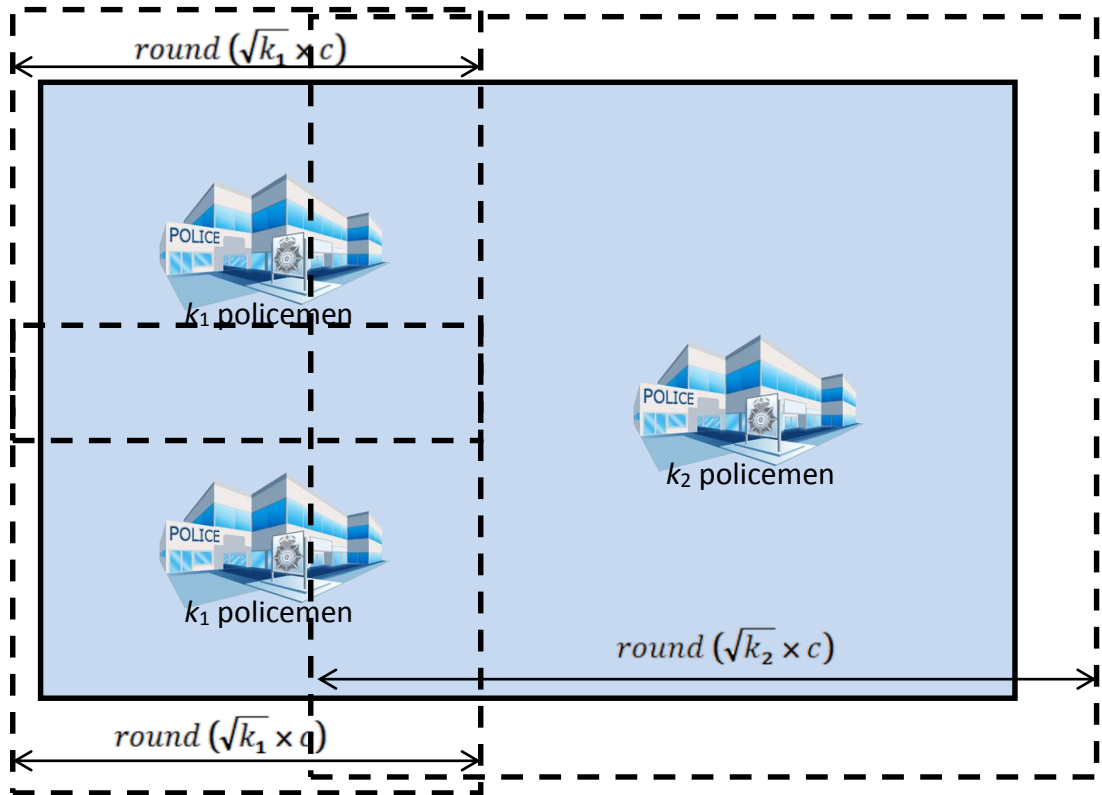 round (√k₁ × c)
POLICE
k₁ policemen
POLICE
k₂ policemen
POLICE
k₁ policemen
round (√k₂ × c)
round (√k₁ × c)